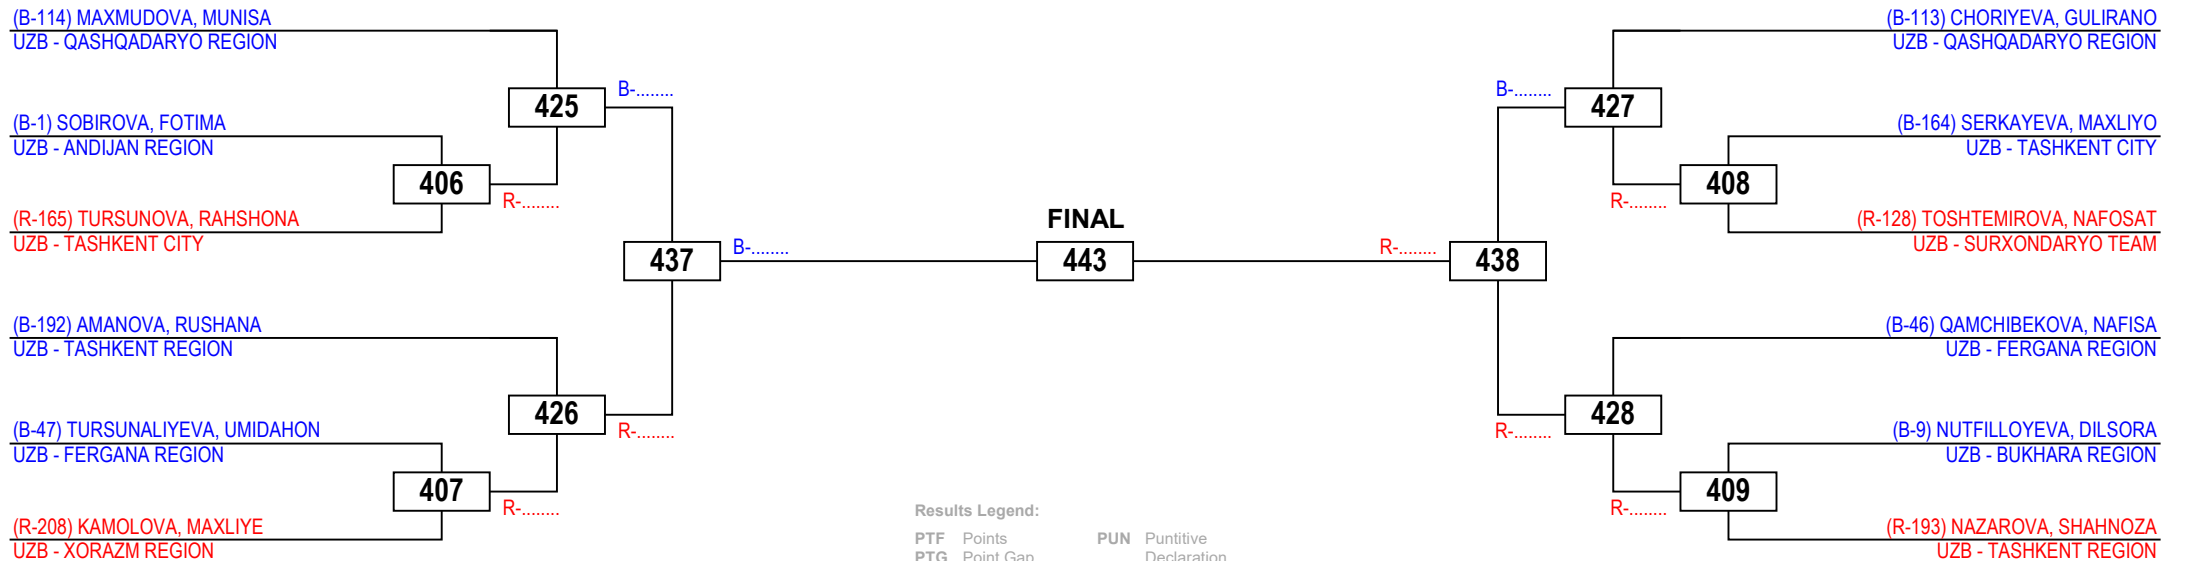 (B-114) MAXMUDOVA, MUNISA
UZB - QASHQADARYO REGION
(B-1) SOBIROVA, FOTIMA
UZB - ANDIJAN REGION
(R-165) TURSUNOVA, RAHSHONA
UZB - TASHKENT CITY
(B-192) AMANOVA, RUSHANA
UZB - TASHKENT REGION
(B-47) TURSUNALIYEVA, UMIDAHON
UZB - FERGANA REGION
(R-208) KAMOLOVA, MAXLIYE
UZB - XORAZM REGION
406
R-........
407
R-........
425
B-........
426
R-........
437
B-........
FINAL
443
R-........
438
B-........
427
R-........
428
R-........
408
R-........
409
(B-113) CHORIYEVA, GULIRANO
UZB - QASHQADARYO REGION
(B-164) SERKAYEVA, MAXLIYO
UZB - TASHKENT CITY
(R-128) TOSHTEMIROVA, NAFOSAT
UZB - SURXONDARYO TEAM
(B-46) QAMCHIBEKOVA, NAFISA
UZB - FERGANA REGION
(B-9) NUTFILLOYEVA, DILSORA
UZB - BUKHARA REGION
(R-193) NAZAROVA, SHAHNOZA
UZB - TASHKENT REGION
Results Legend:
PTF Points PUN Puntitive
PTG Point Gap Declaration